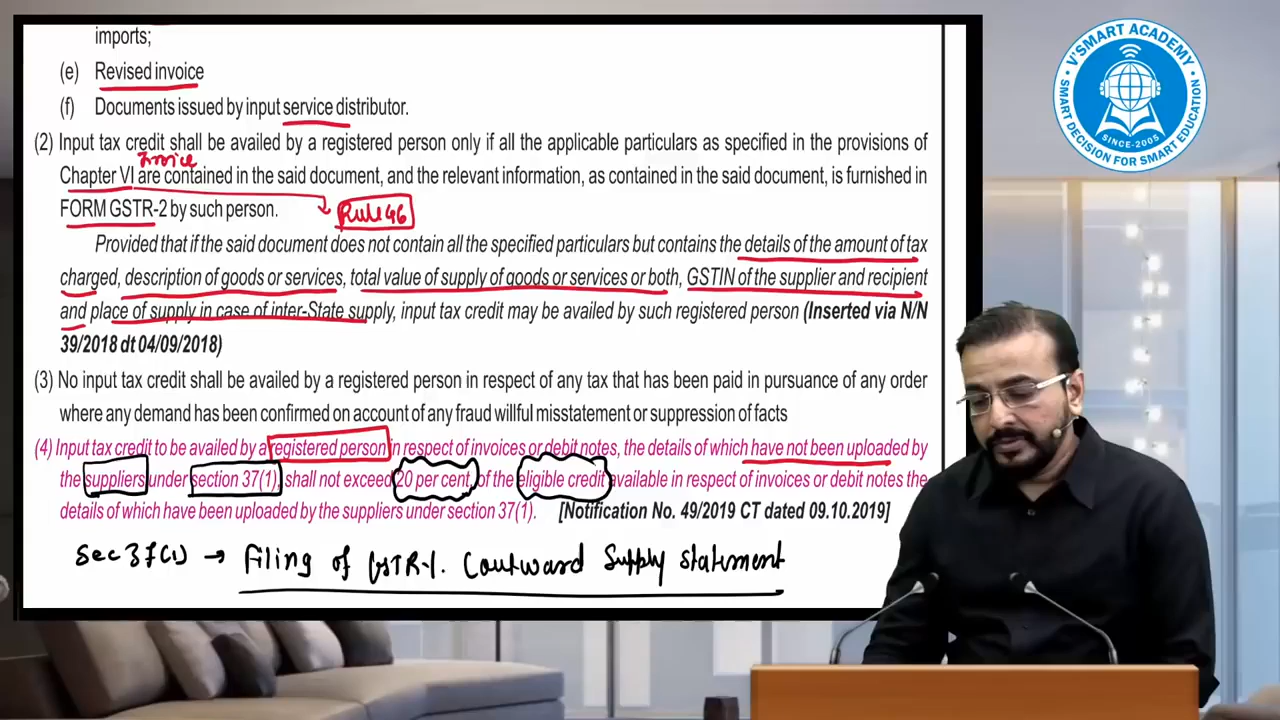 imports;
(e) Revised invoice
(f) Documents issued by input service distributor.
(2) Input tax credit shall be availed by a registered person only if all the applicable particulars as specified in the provisions of
Invoice
Chapter VI are contained in the said document, and the relevant information, as contained in the said document, is furnished in
FORM GSTR-2 by such person.
Rule 46
Provided that if the said document does not contain all the specified particulars but contains the details of the amount of tax
charged, description of goods or services, total value of supply of goods or services or both, GSTIN of the supplier and recipient
and place of supply in case of inter-State supply, input tax credit may be availed by such registered person (Inserted via N/N
39/2018 dt 04/09/2018)
(3) No input tax credit shall be availed by a registered person in respect of any tax that has been paid in pursuance of any order
where any demand has been confirmed on account of any fraud willful misstatement or suppression of facts
(4) Input tax credit to be availed by a registered person in respect of invoices or debit notes, the details of which have not been uploaded by
the suppliers under section 37(1), shall not exceed 20 per cent. of the eligible credit available in respect of invoices or debit notes the
details of which have been uploaded by the suppliers under section 37(1). [Notification No. 49/2019 CT dated 09.10.2019]
Sec 37(1) → Filing of GSTR-1. Coutward Supply Statement
V'SMART ACADEMY
SINCE-2005
SMART DECISION FOR SMART EDUCATION